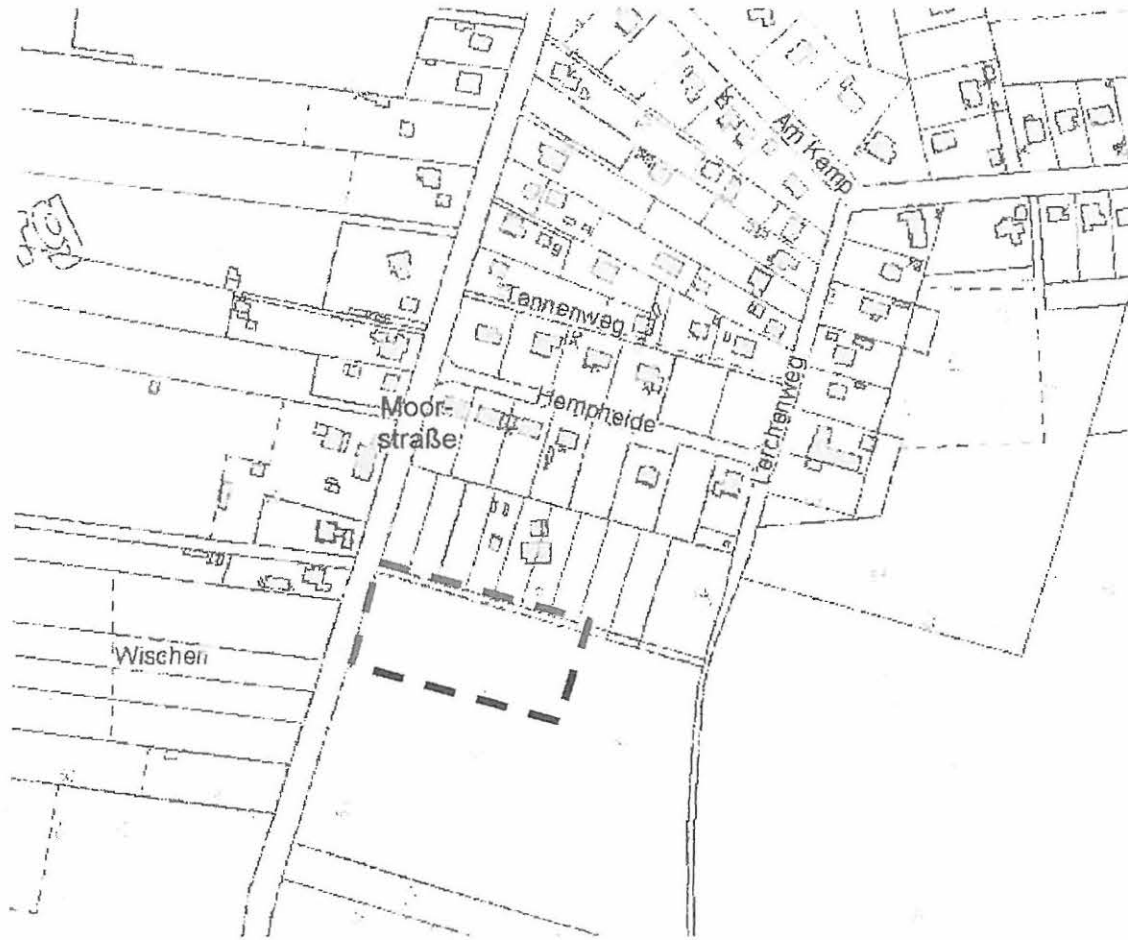 Am Kamp
Tannenweg
Hempheide
Lerchenweg
Moor-
straße
Wischen